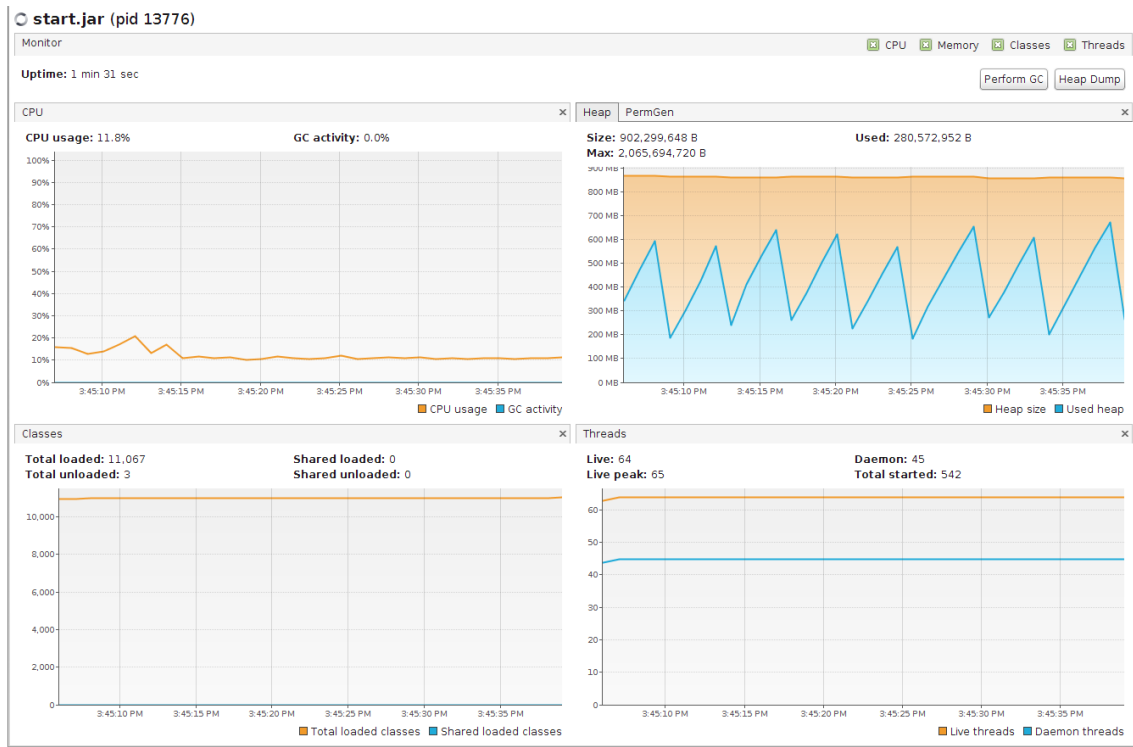 start.jar (pid 13776)
Monitor
CPU Memory Classes Threads
Uptime: 1 min 31 sec
Perform GC Heap Dump
CPU
CPU usage: 11.8% GC activity: 0.0%
100%
90%
80%
70%
60%
50%
40%
30%
20%
10%
0%
3:45:10 PM 3:45:15 PM 3:45:20 PM 3:45:25 PM 3:45:30 PM 3:45:35 PM
CPU usage GC activity
Heap PermGen
Size: 902,299,648 B Used: 280,572,952 B
Max: 2,065,694,720 B
900 MB
800 MB
700 MB
600 MB
500 MB
400 MB
300 MB
200 MB
100 MB
0 MB
3:45:10 PM 3:45:15 PM 3:45:20 PM 3:45:25 PM 3:45:30 PM 3:45:35 PM
Heap size Used heap
Classes
Total loaded: 11,067 Shared loaded: 0
Total unloaded: 3 Shared unloaded: 0
10,000
8,000
6,000
4,000
2,000
0
3:45:10 PM 3:45:15 PM 3:45:20 PM 3:45:25 PM 3:45:30 PM 3:45:35 PM
Total loaded classes Shared loaded classes
Threads
Live: 64 Daemon: 45
Live peak: 65 Total started: 542
60
50
40
30
20
10
0
3:45:10 PM 3:45:15 PM 3:45:20 PM 3:45:25 PM 3:45:30 PM 3:45:35 PM
Live threads Daemon threads